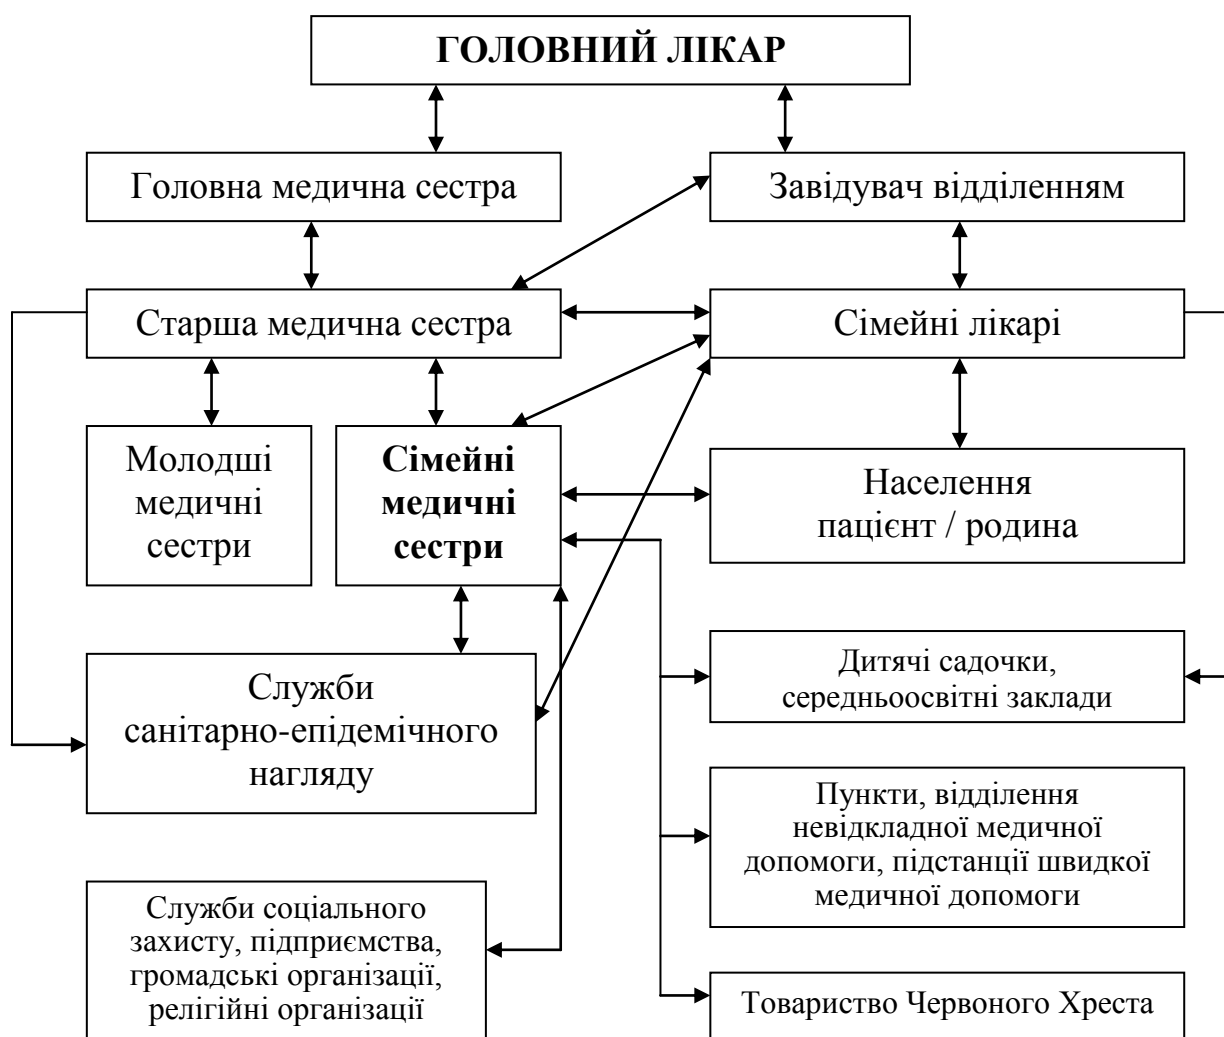 ГОЛОВНИЙ ЛІКАР
Головна медична сестра
Завідувач відділенням
Старша медична сестра
Сімейні лікарі
Молодші
медичні
сестри
Сімейні
медичні
сестри
Населення
пацієнт / родина
Служби
санітарно-епідемічного
нагляду
Дитячі садочки,
середньоосвітні заклади
Пункти, відділення
невідкладної медичної
допомоги, підстанції швидкої
медичної допомоги
Служби соціального
захисту, підприємства,
громадські організації,
релігійні організації
Товариство Червоного Хреста